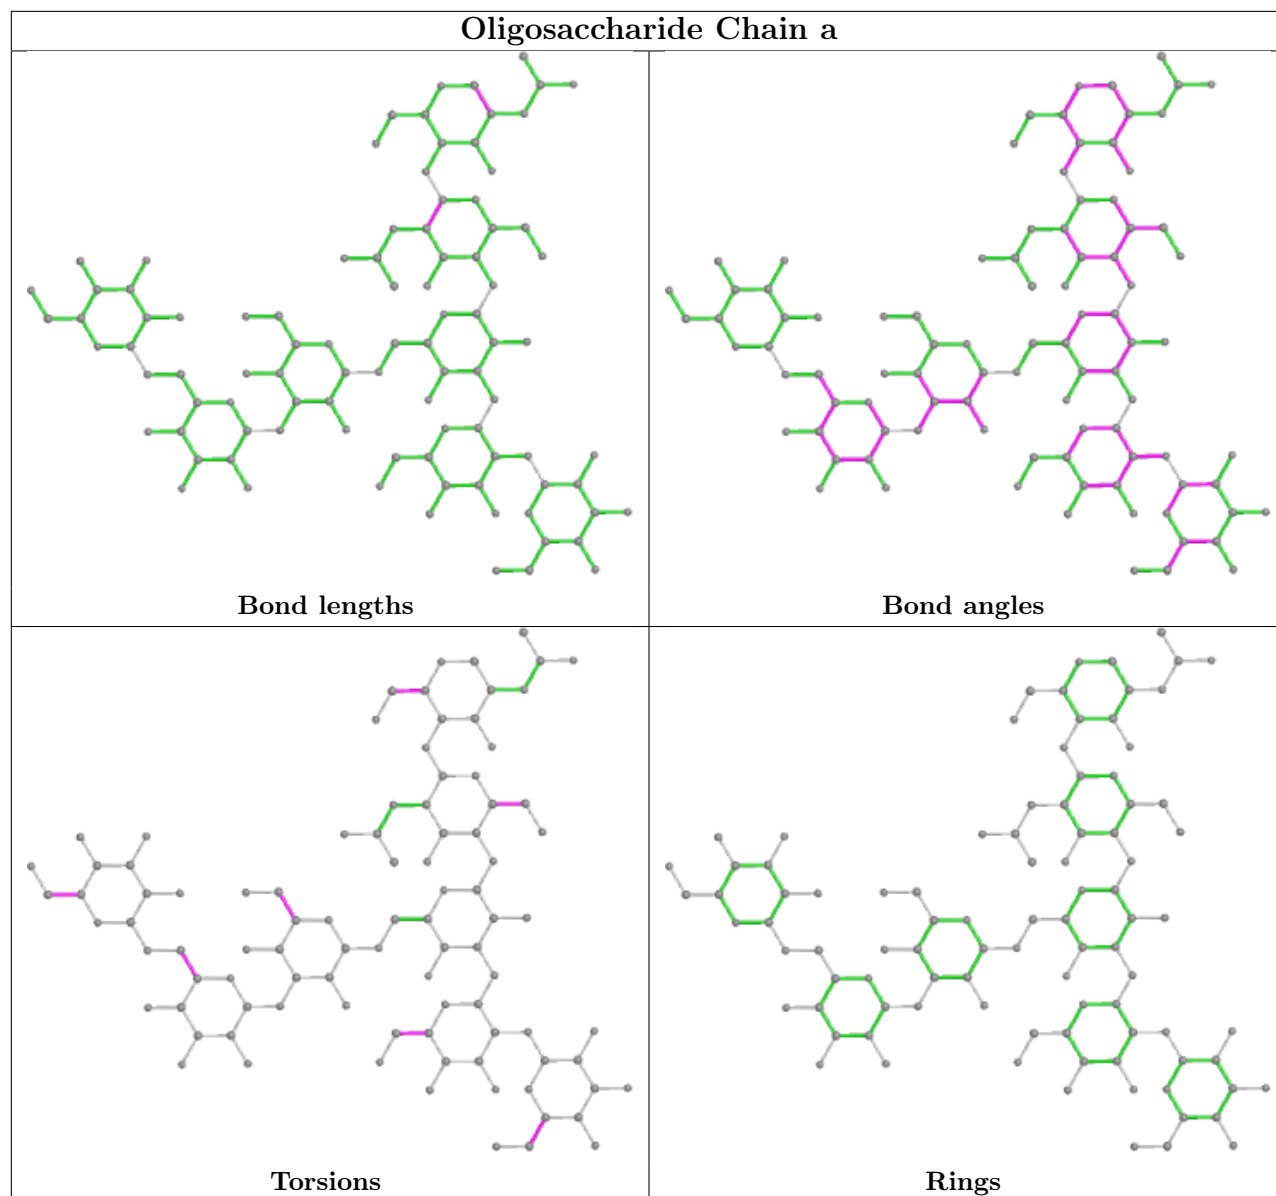 Oligosaccharide Chain a
Bond lengths
Bond angles
Torsions
Rings